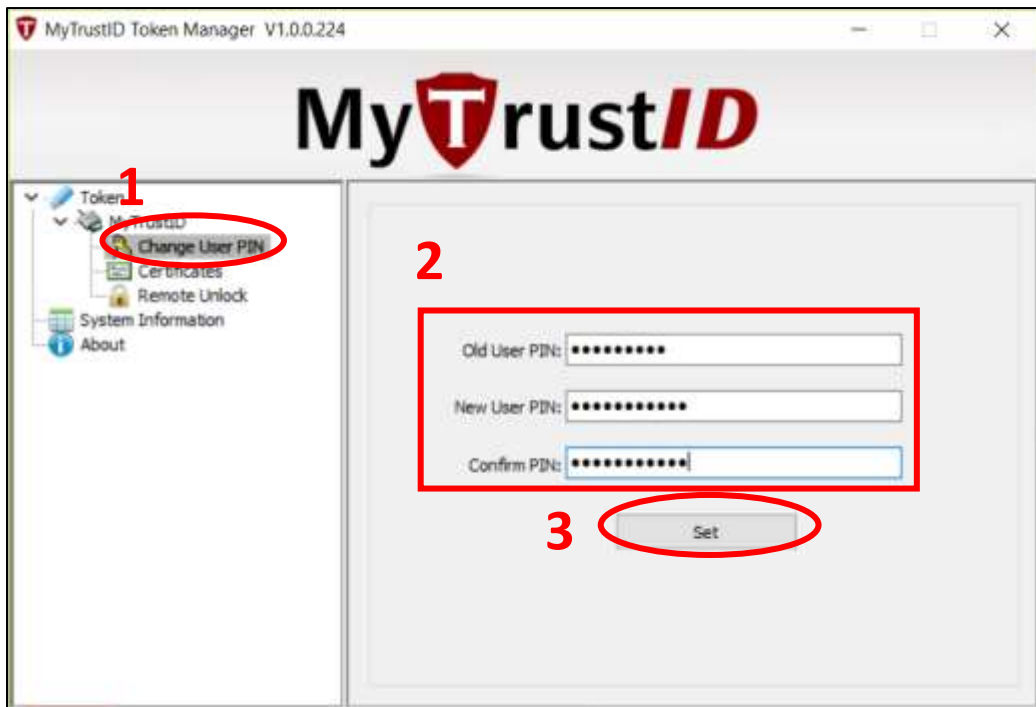 MyTrustID Token Manager V1.0.0.224
MyTrustID
1
Token
MyTrustID
Change User PIN
Certificates
Remote Unlock
System Information
About
2
Old User PIN: •••••••••
New User PIN: •••••••••••
Confirm PIN: •••••••••••
3
Set